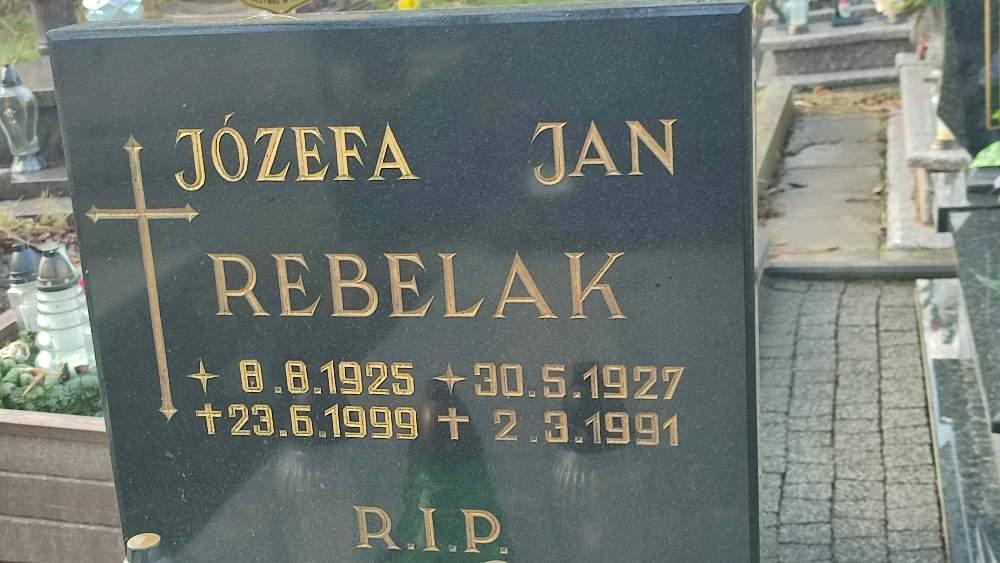 JÓZEFA JAN
REBELAK
8.8.1925 30.5.1927
23.6.1999 2.3.1991
R.I.P.